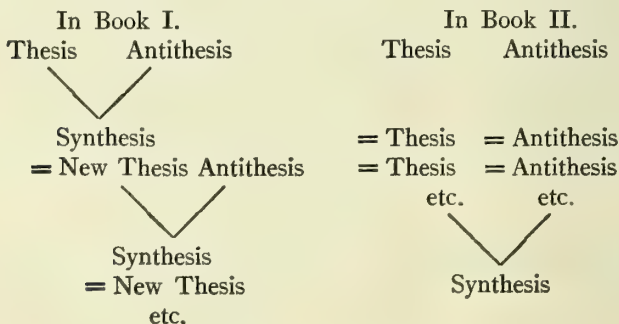 In Book I.
Thesis Antithesis
Synthesis
= New Thesis Antithesis
Synthesis
= New Thesis
etc.
In Book II.
Thesis Antithesis
= Thesis = Antithesis
= Thesis = Antithesis
etc. etc.
Synthesis